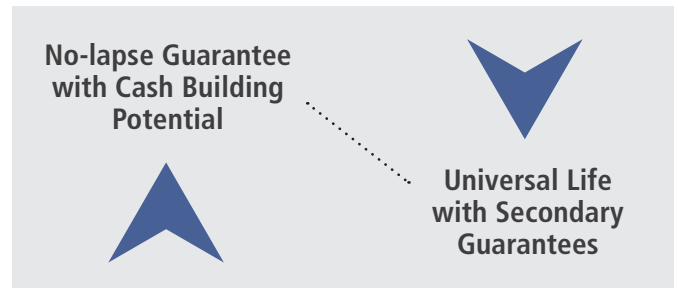 No-lapse Guarantee
with Cash Building
Potential
Universal Life
with Secondary
Guarantees